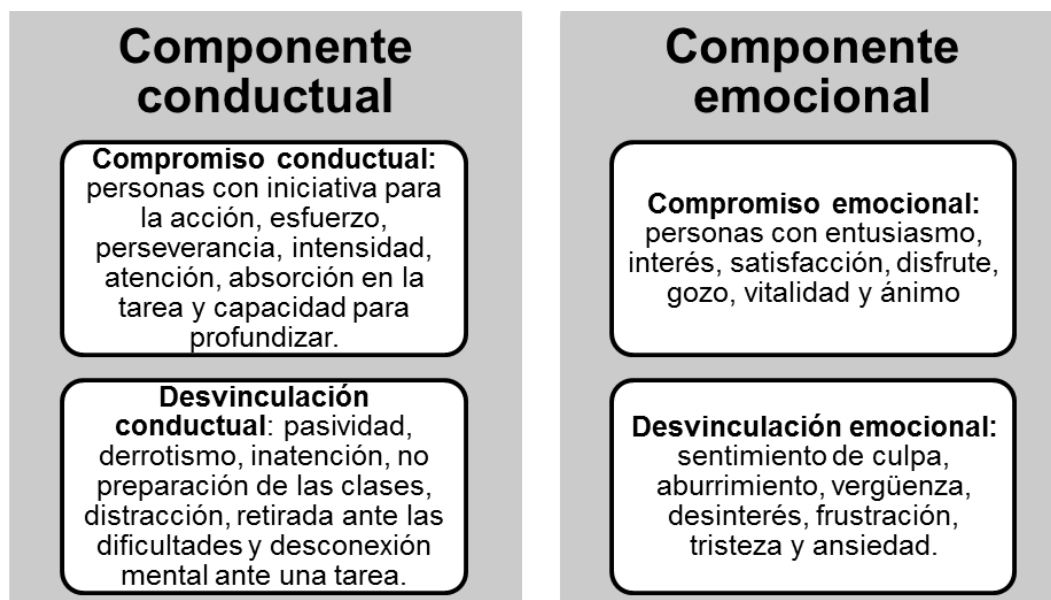 Componente
conductual
Compromiso conductual:
personas con iniciativa para
la acción, esfuerzo,
perseverancia, intensidad,
atención, absorción en la
tarea y capacidad para
profundizar.
Desvinculación
conductual: pasividad,
derrotismo, inatención, no
preparación de las clases,
distracción, retirada ante las
dificultades y desconexión
mental ante una tarea.
Componente
emocional
Compromiso emocional:
personas con entusiasmo,
interés, satisfacción, disfrute,
gozo, vitalidad y ánimo
Desvinculación emocional:
sentimiento de culpa,
aburrimiento, vergüenza,
desinterés, frustración,
tristeza y ansiedad.